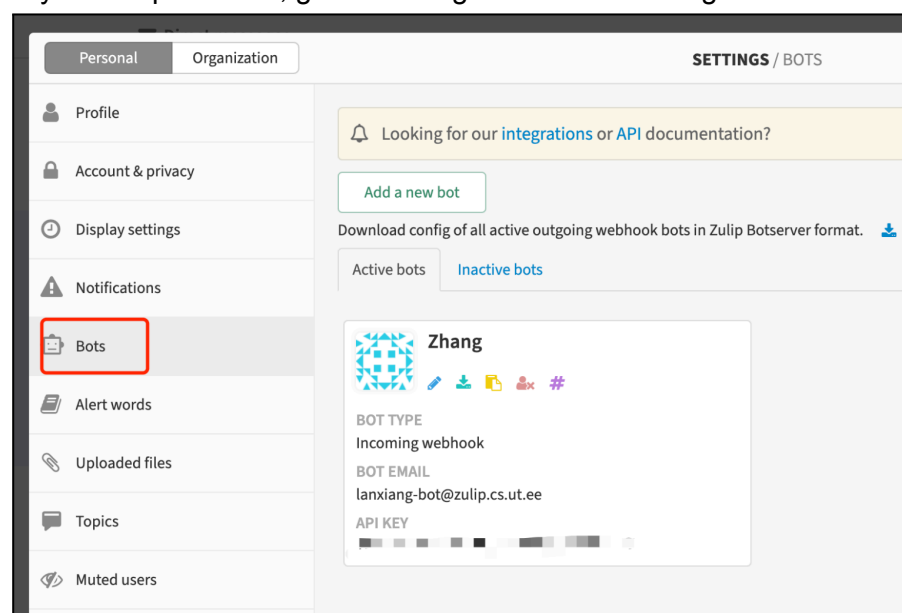 Personal
Organization
SETTINGS / BOTS
Profile
Account & privacy
Display settings
Notifications
Bots
Alert words
Uploaded files
Topics
Muted users
Looking for our integrations or API documentation?
Add a new bot
Download config of all active outgoing webhook bots in Zulip Botserver format.
Active bots
Inactive bots
Zhang
BOT TYPE
Incoming webhook
BOT EMAIL
lanxiang-bot@zulip.cs.ut.ee
API KEY